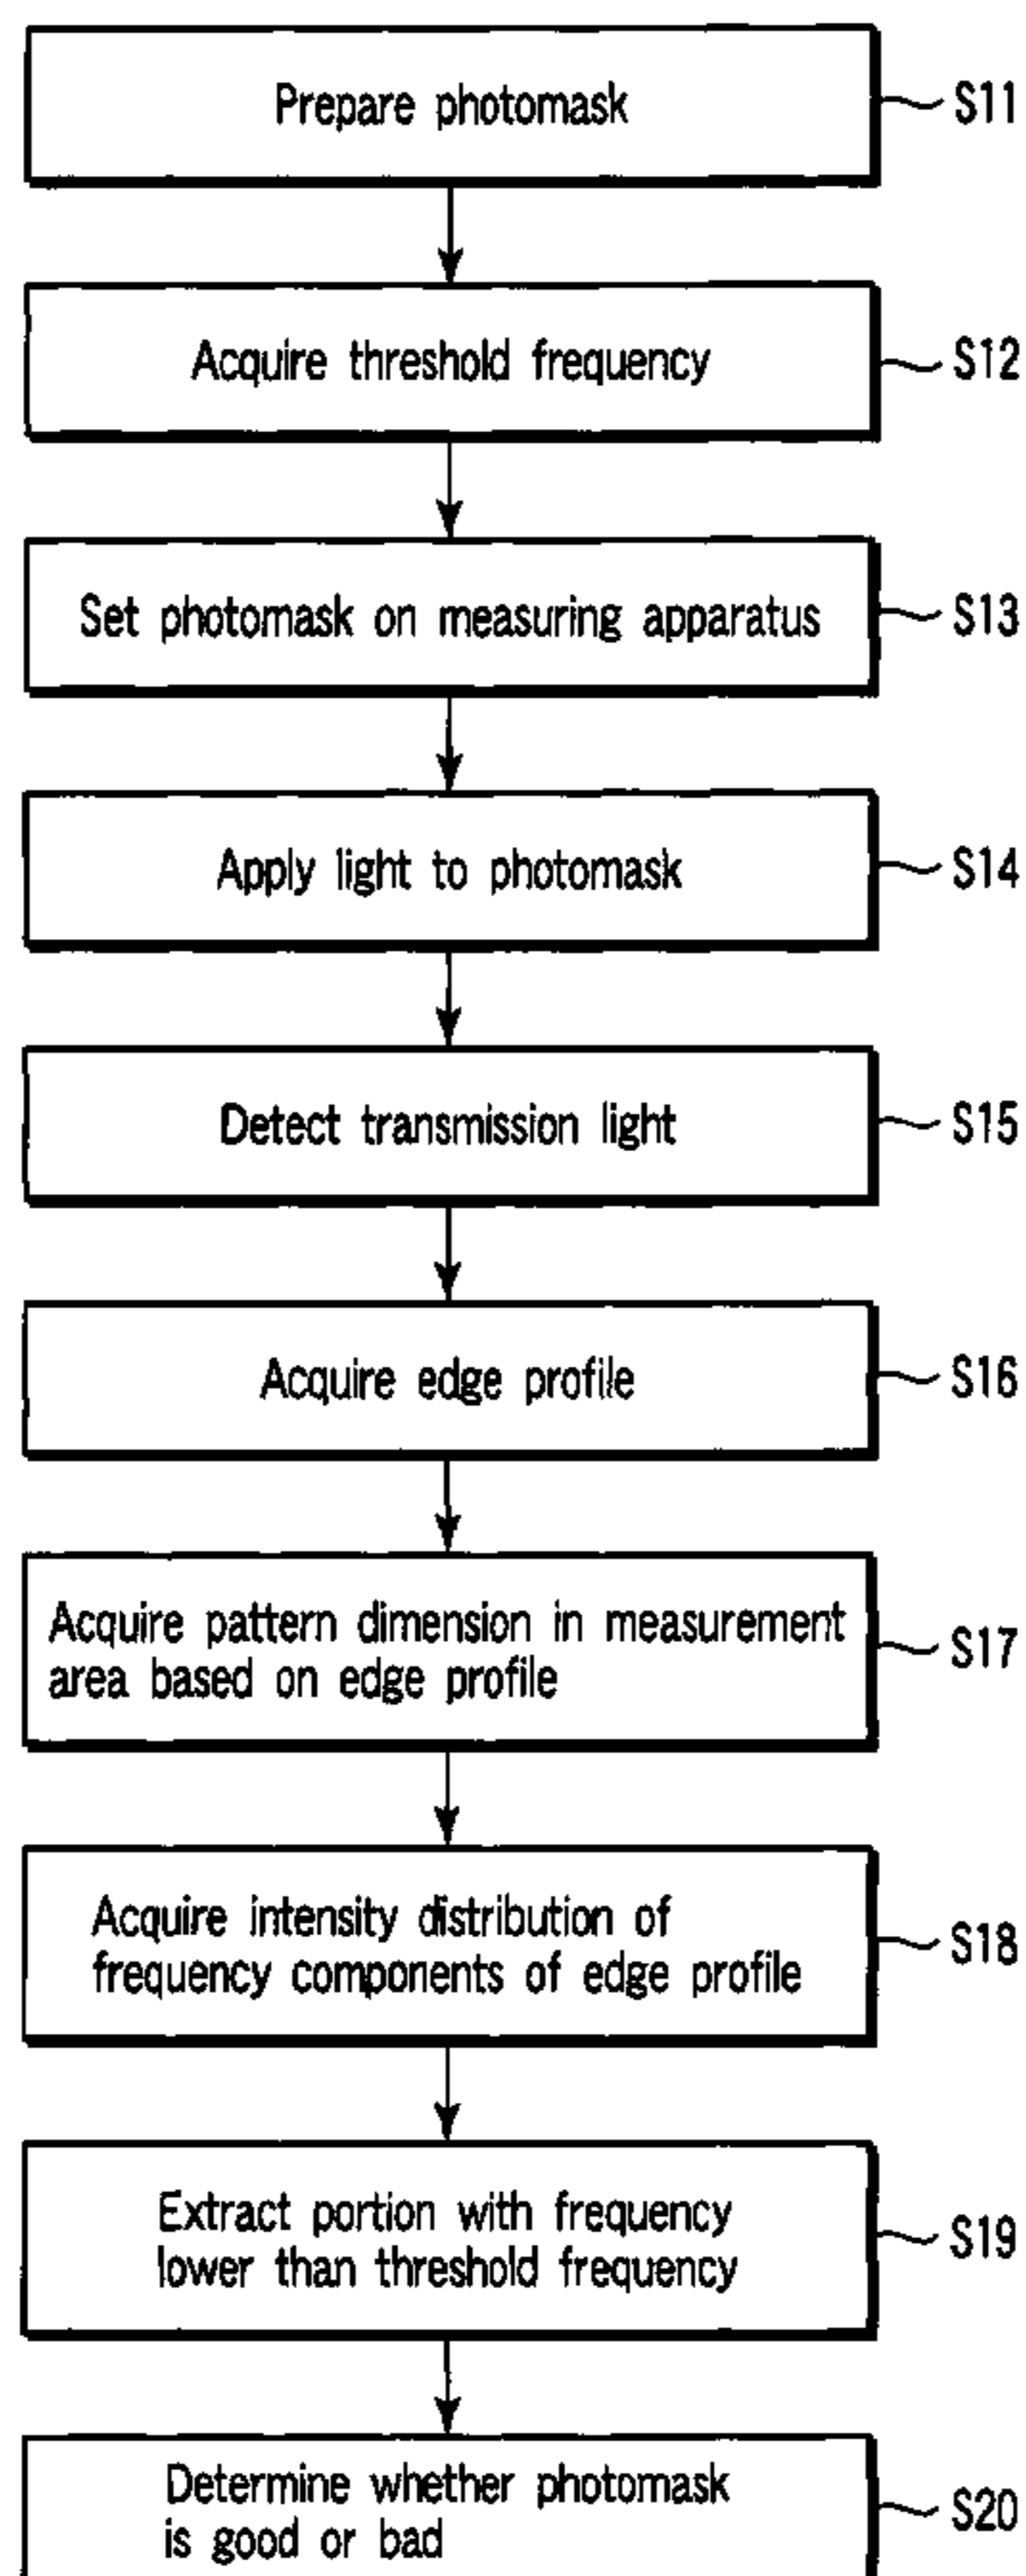 Prepare photomask
S11
Acquire threshold frequency
S12
Set photomask on measuring apparatus
S13
Apply light to photomask
S14
Detect transmission light
S15
Acquire edge profile
S16
Acquire pattern dimension in measurement
area based on edge profile
S17
Acquire intensity distribution of
frequency components of edge profile
S18
Extract portion with frequency
lower than threshold frequency
S19
Determine whether photomask
is good or bad
S20